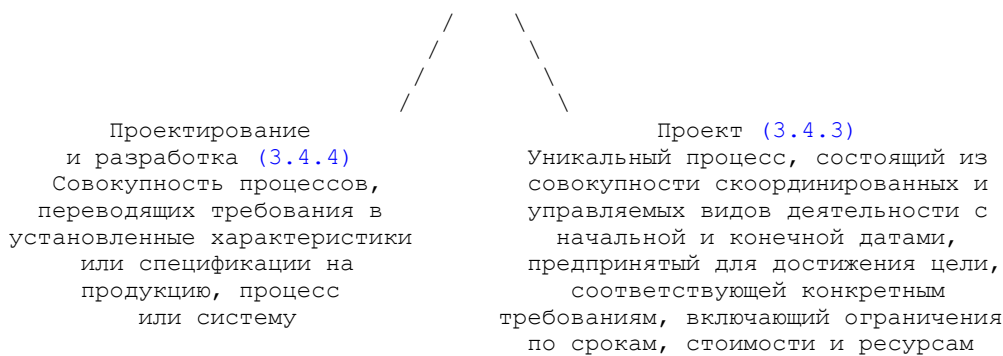 Проектирование
и разработка (3.4.4)
Совокупность процессов,
переводящих требования в
установленные характеристики
или спецификации на
продукцию, процесс
или систему
Проект (3.4.3)
Уникальный процесс, состоящий из
совокупности скоординированных и
управляемых видов деятельности с
начальной и конечной датами,
предпринятый для достижения цели,
соответствующей конкретным
требованиям, включающий ограничения
по срокам, стоимости и ресурсам